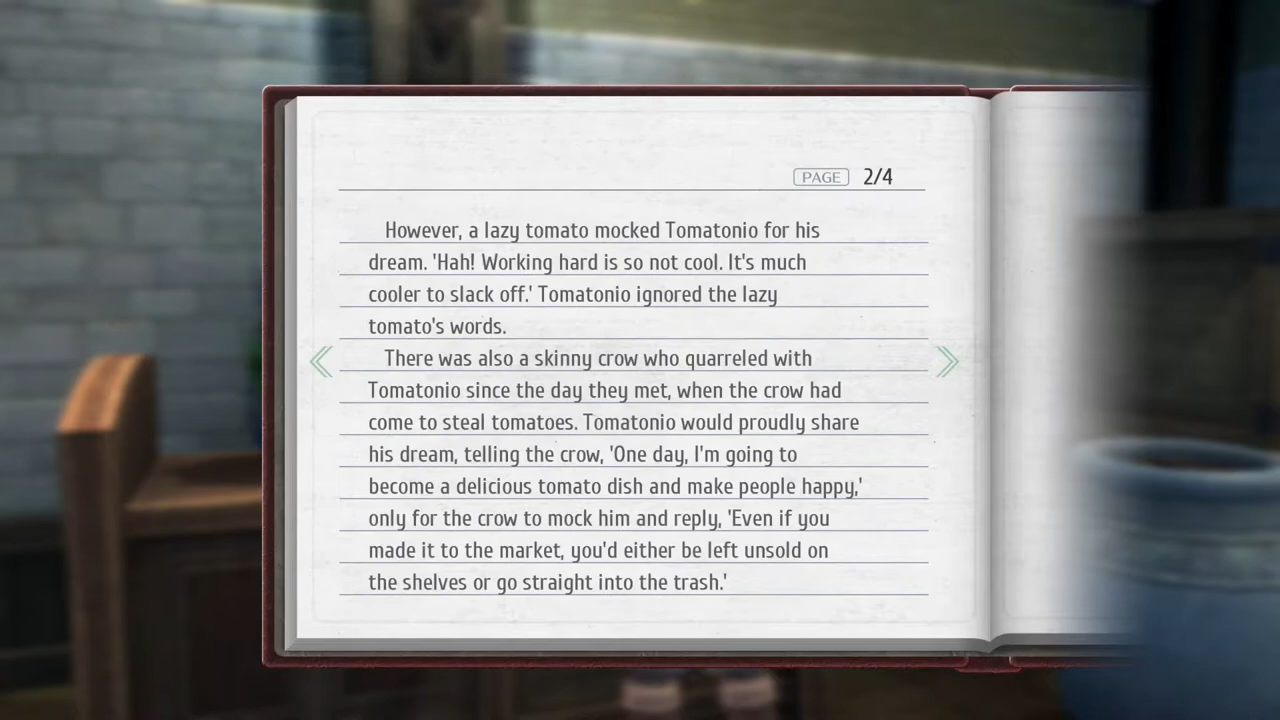 PAGE 2/4
However, a lazy tomato mocked Tomatonio for his
dream. 'Hah! Working hard is so not cool. It's much
cooler to slack off.' Tomatonio ignored the lazy
tomato's words.
There was also a skinny crow who quarreled with
Tomatonio since the day they met, when the crow had
come to steal tomatoes. Tomatonio would proudly share
his dream, telling the crow, 'One day, I'm going to
become a delicious tomato dish and make people happy,'
only for the crow to mock him and reply, 'Even if you
made it to the market, you'd either be left unsold on
the shelves or go straight into the trash.'